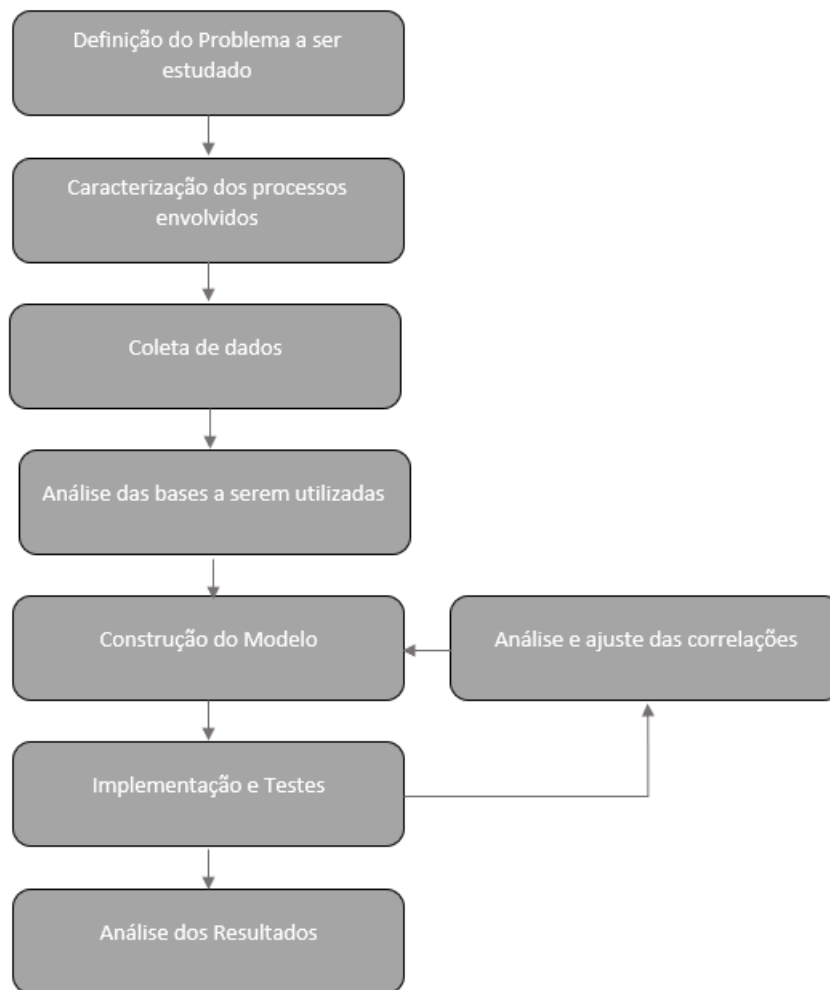 Definição do Problema a ser
estudado
Caracterização dos processos
envolvidos
Coleta de dados
Análise das bases a serem utilizadas
Construção do Modelo
Análise e ajuste das correlações
Implementação e Testes
Análise dos Resultados